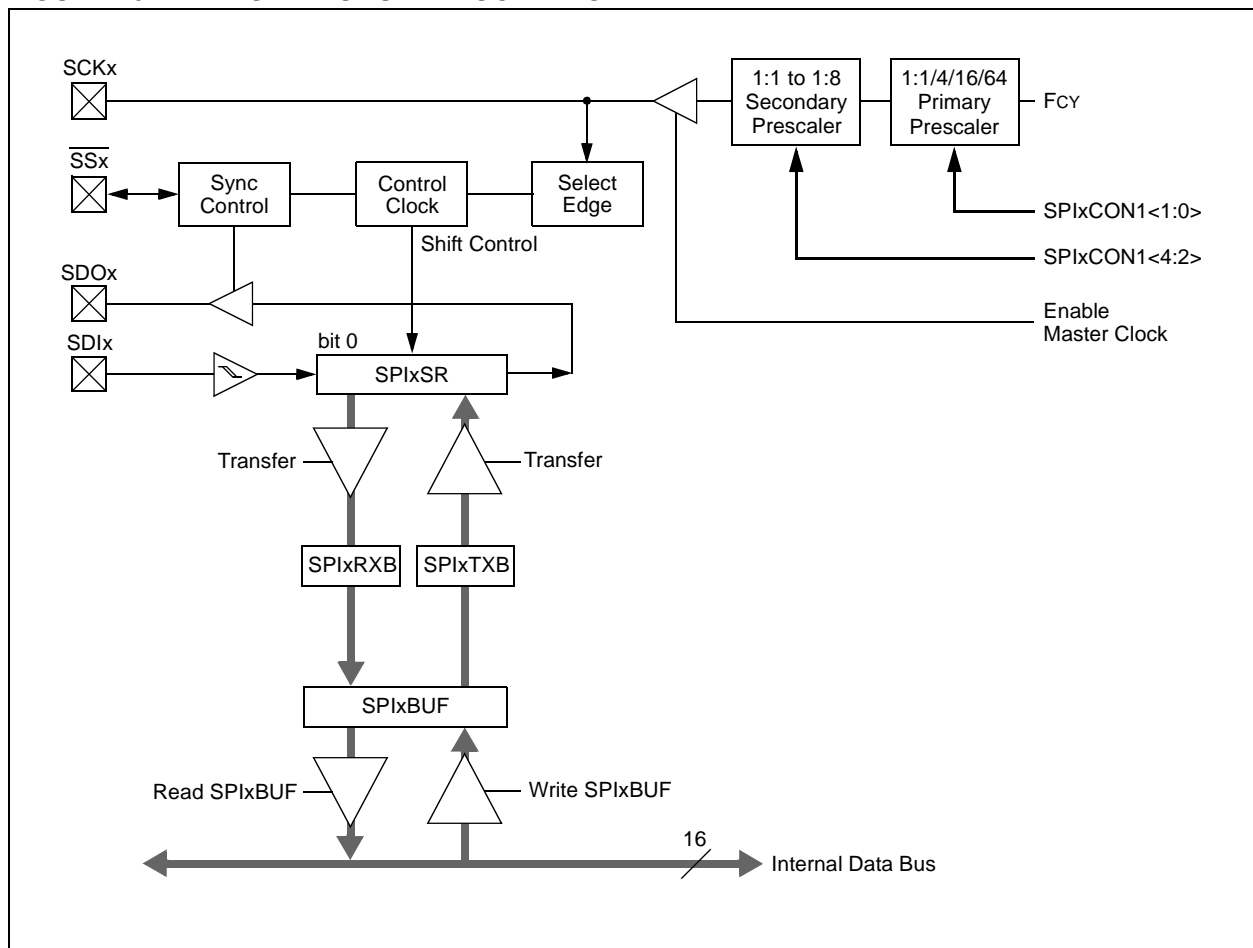 SCKx
1:1 to 1:8
Secondary
Prescaler
1:1/4/16/64
Primary
Prescaler
FCY
SSx
Sync
Control
Control
Clock
Select
Edge
SPIxCON1<1:0>
Shift Control
SPIxCON1<4:2>
SDOx
Enable
Master Clock
SDIx
bit 0
SPIxSR
Transfer
Transfer
SPIxRXB
SPIxTXB
SPIxBUF
Read SPIxBUF
Write SPIxBUF
16
Internal Data Bus